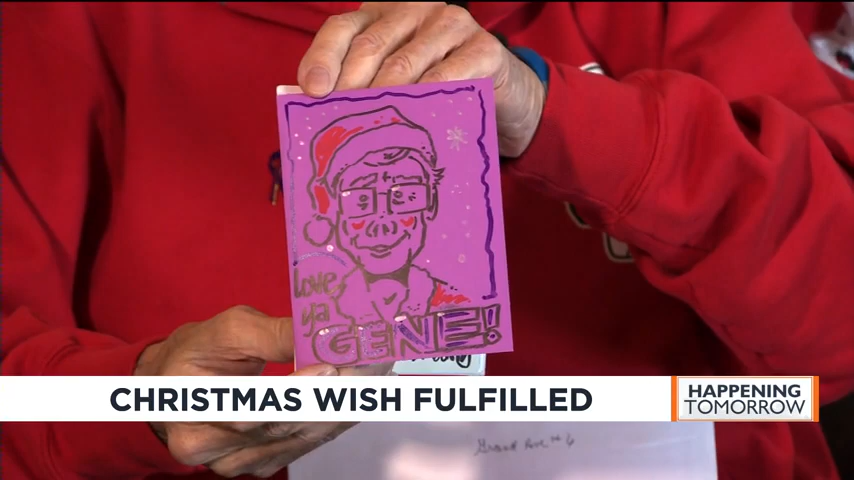 love
ya
GENE!
CHRISTMAS WISH FULFILLED
HAPPENING
TOMORROW